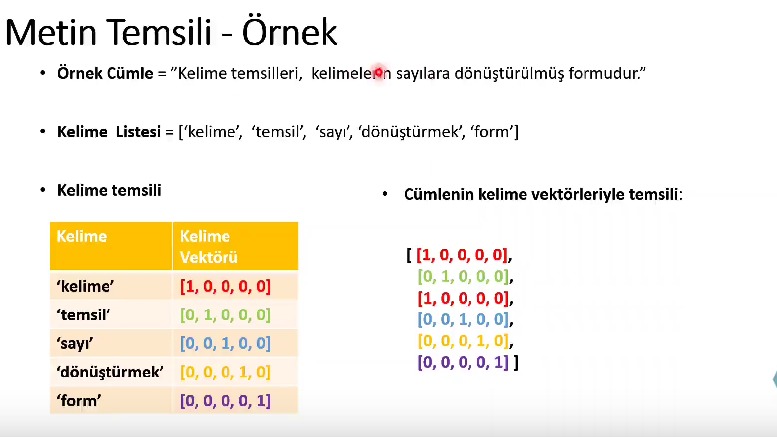 Metin Temsili - Örnek
• Örnek Cümle = ”Kelime temsilleri, kelimelerin sayılara dönüştürülmüş formudur.”
• Kelime Listesi = [‘kelime’, ‘temsil’, ‘sayı’, ‘dönüştürmek’, ‘form’]
• Kelime temsili
Kelime Kelime Vektörü
‘kelime’ [1, 0, 0, 0, 0]
‘temsil’ [0, 1, 0, 0, 0]
‘sayı’ [0, 0, 1, 0, 0]
‘dönüştürmek’ [0, 0, 0, 1, 0]
‘form’ [0, 0, 0, 0, 1]
• Cümlenin kelime vektörleriyle temsili:
[ [1, 0, 0, 0, 0],
[0, 1, 0, 0, 0],
[1, 0, 0, 0, 0],
[0, 0, 1, 0, 0],
[0, 0, 0, 1, 0],
[0, 0, 0, 0, 1] ]